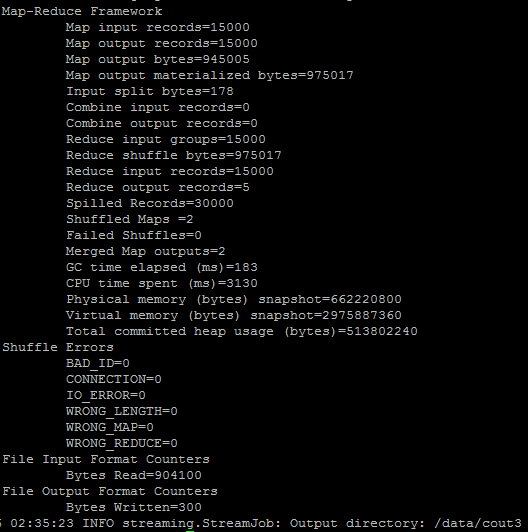 Map-Reduce Framework
Map input records=15000
Map output records=15000
Map output bytes=945005
Map output materialized bytes=975017
Input split bytes=178
Combine input records=0
Combine output records=0
Reduce input groups=15000
Reduce shuffle bytes=975017
Reduce input records=15000
Reduce output records=5
Spilled Records=30000
Shuffled Maps =2
Failed Shuffles=0
Merged Map outputs=2
GC time elapsed (ms)=183
CPU time spent (ms)=3130
Physical memory (bytes) snapshot=662220800
Virtual memory (bytes) snapshot=2975887360
Total committed heap usage (bytes)=513802240
Shuffle Errors
BAD_ID=0
CONNECTION=0
IO_ERROR=0
WRONG_LENGTH=0
WRONG_MAP=0
WRONG_REDUCE=0
File Input Format Counters
Bytes Read=904100
File Output Format Counters
Bytes Written=300
02:35:23 INFO streaming.StreamJob: Output directory: /data/cout3